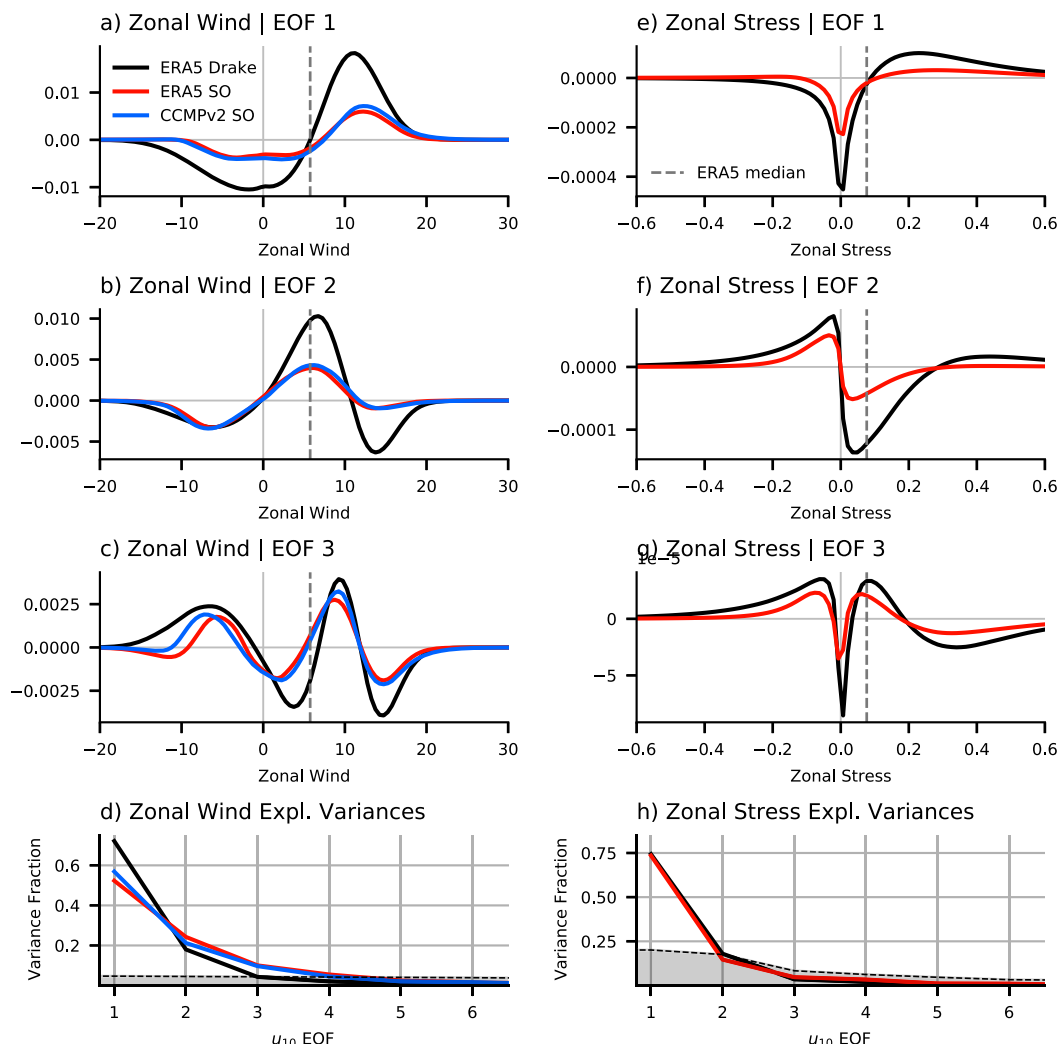 a) Zonal Wind | EOF 1
0.01
0.00
−0.01
ERA5 Drake
ERA5 SO
CCMPv2 SO
−20 −10 0 10 20 30
Zonal Wind
e) Zonal Stress | EOF 1
0.0000
−0.0002
−0.0004
ERA5 median
−0.6 −0.4 −0.2 0.0 0.2 0.4 0.6
Zonal Stress
b) Zonal Wind | EOF 2
0.010
0.005
0.000
−0.005
−20 −10 0 10 20 30
Zonal Wind
f) Zonal Stress | EOF 2
0.0000
−0.0001
−0.6 −0.4 −0.2 0.0 0.2 0.4 0.6
Zonal Stress
c) Zonal Wind | EOF 3
0.0025
0.0000
−0.0025
−20 −10 0 10 20 30
Zonal Wind
g) Zonal Stress | EOF 3
1e−5
0
−5
−0.6 −0.4 −0.2 0.0 0.2 0.4 0.6
Zonal Stress
d) Zonal Wind Expl. Variances
Variance Fraction
0.6
0.4
0.2
1 2 3 4 5 6
u₁₀ EOF
h) Zonal Stress Expl. Variances
Variance Fraction
0.75
0.50
0.25
1 2 3 4 5 6
u₁₀ EOF